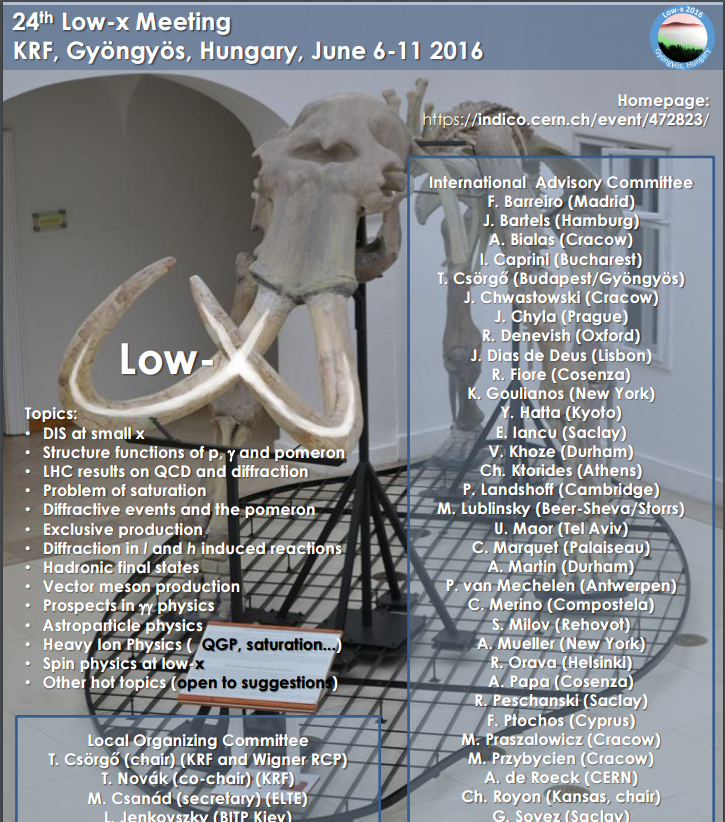 24th Low-x Meeting
KRF, Gyöngyös, Hungary, June 6-11 2016
Low-x 2016
Gyöngyös, Hungary
Homepage:
https://indico.cern.ch/event/472823/
Low-x
Topics:
• DIS at small x
• Structure functions of p, γ and pomeron
• LHC results on QCD and diffraction
• Problem of saturation
• Diffractive events and the pomeron
• Exclusive production
• Diffraction in l and h induced reactions
• Hadronic final states
• Vector meson production
• Prospects in γγ physics
• Astroparticle physics
• Heavy Ion Physics ( QGP, saturation...)
• Spin physics at low-x
• Other hot topics (open to suggestions)
Local Organizing Committee
T. Csörgő (chair) (KRF and Wigner RCP)
T. Novák (co-chair) (KRF)
M. Csanád (secretary) (ELTE)
L. Jenkovszky (BITP Kiev)
International Advisory Committee
F. Barreiro (Madrid)
J. Bartels (Hamburg)
A. Bialas (Cracow)
I. Caprini (Bucharest)
T. Csörgő (Budapest/Gyöngyös)
J. Chwastowski (Cracow)
J. Chyla (Prague)
R. Denevish (Oxford)
J. Dias de Deus (Lisbon)
R. Fiore (Cosenza)
K. Goulianos (New York)
Y. Hatta (Kyoto)
E. Iancu (Saclay)
V. Khoze (Durham)
Ch. Ktorides (Athens)
P. Landshoff (Cambridge)
M. Lublinsky (Beer-Sheva/Storrs)
U. Maor (Tel Aviv)
C. Marquet (Palaiseau)
A. Martin (Durham)
P. van Mechelen (Antwerpen)
C. Merino (Compostela)
S. Milov (Rehovot)
A. Mueller (New York)
R. Orava (Helsinki)
A. Papa (Cosenza)
R. Peschanski (Saclay)
F. Ptochos (Cyprus)
M. Praszalowicz (Cracow)
M. Przybycien (Cracow)
A. de Roeck (CERN)
Ch. Royon (Kansas, chair)
G. Soyez (Saclay)